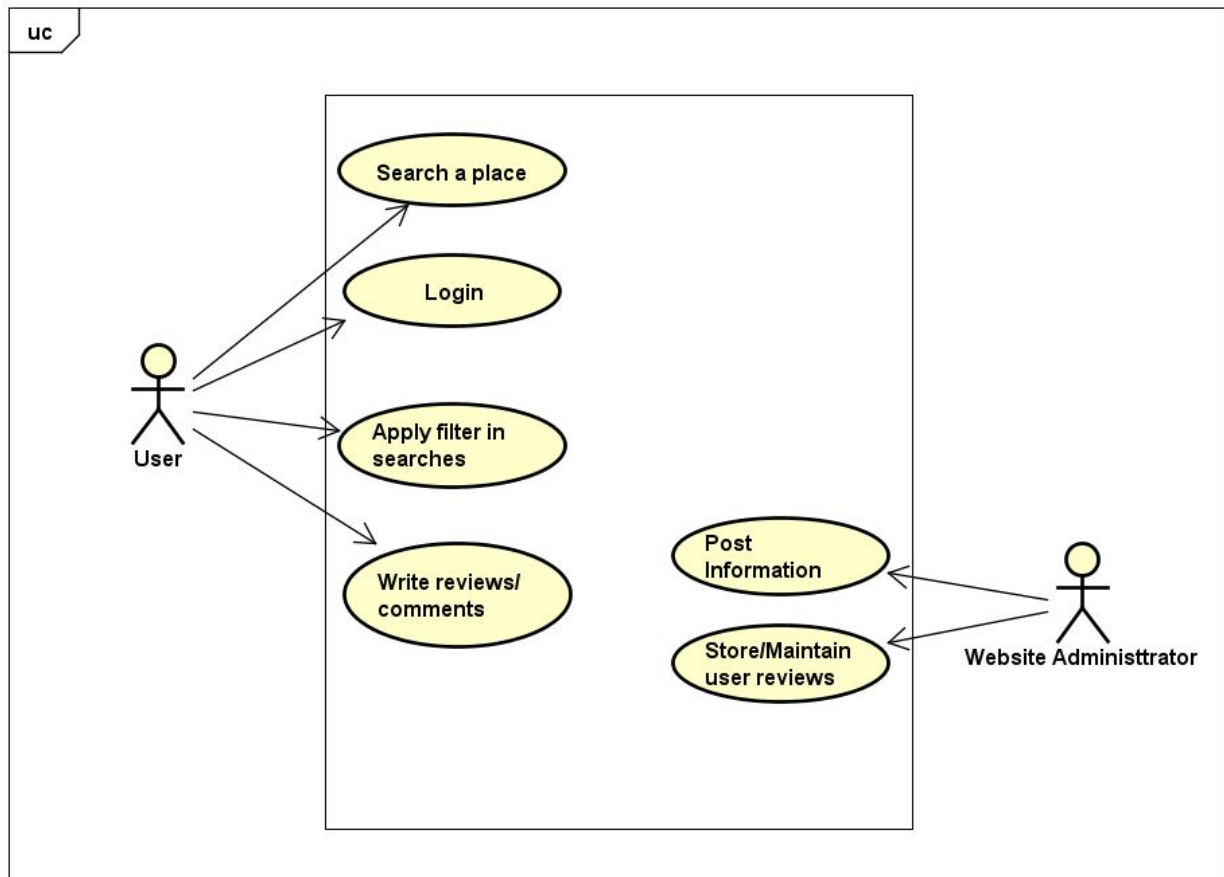 uc
Search a place
Login
Apply filter in
searches
User
Write reviews/
comments
Post
Information
Store/Maintain
user reviews
Website Administtrator